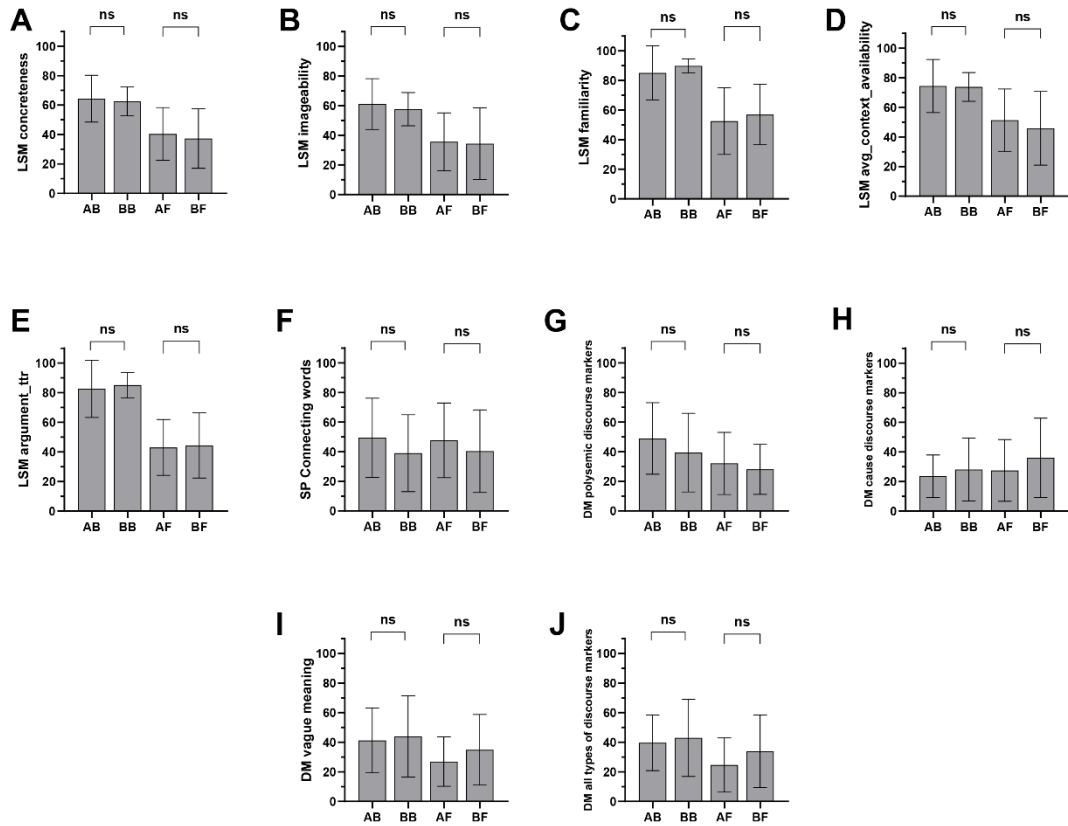 A
ns
ns
LSM concreteness
100
80
60
40
20
0
AB BB AF BF
B
ns
ns
LSM imageability
100
80
60
40
20
0
AB BB AF BF
C
ns
ns
LSM familiarity
100
80
60
40
20
0
AB BB AF BF
D
ns
ns
LSM avg_context_availability
100
80
60
40
20
0
AB BB AF BF
E
ns
ns
LSM argument_ttr
100
80
60
40
20
0
AB BB AF BF
F
ns
ns
SP Connecting words
100
80
60
40
20
0
AB BB AF BF
G
ns
ns
DM polysemic discourse markers
100
80
60
40
20
0
AB BB AF BF
H
ns
ns
DM cause discourse markers
100
80
60
40
20
0
AB BB AF BF
I
ns
ns
DM vague meaning
100
80
60
40
20
0
AB BB AF BF
J
ns
ns
DM all types of discourse markers
100
80
60
40
20
0
AB BB AF BF